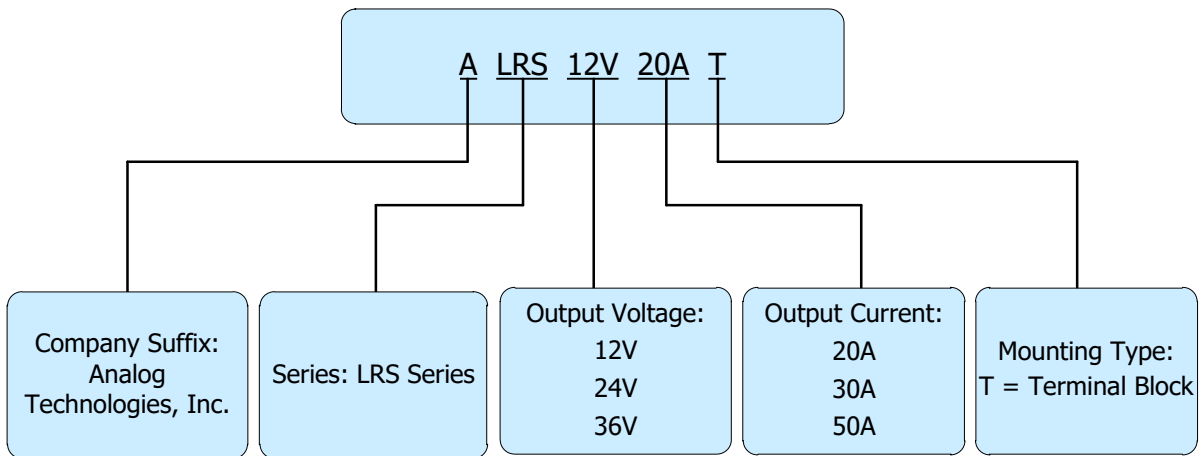 A LRS 12V 20A T
Company Suffix:
Analog
Technologies, Inc.
Series: LRS Series
Output Voltage:
12V
24V
36V
Output Current:
20A
30A
50A
Mounting Type:
T = Terminal Block